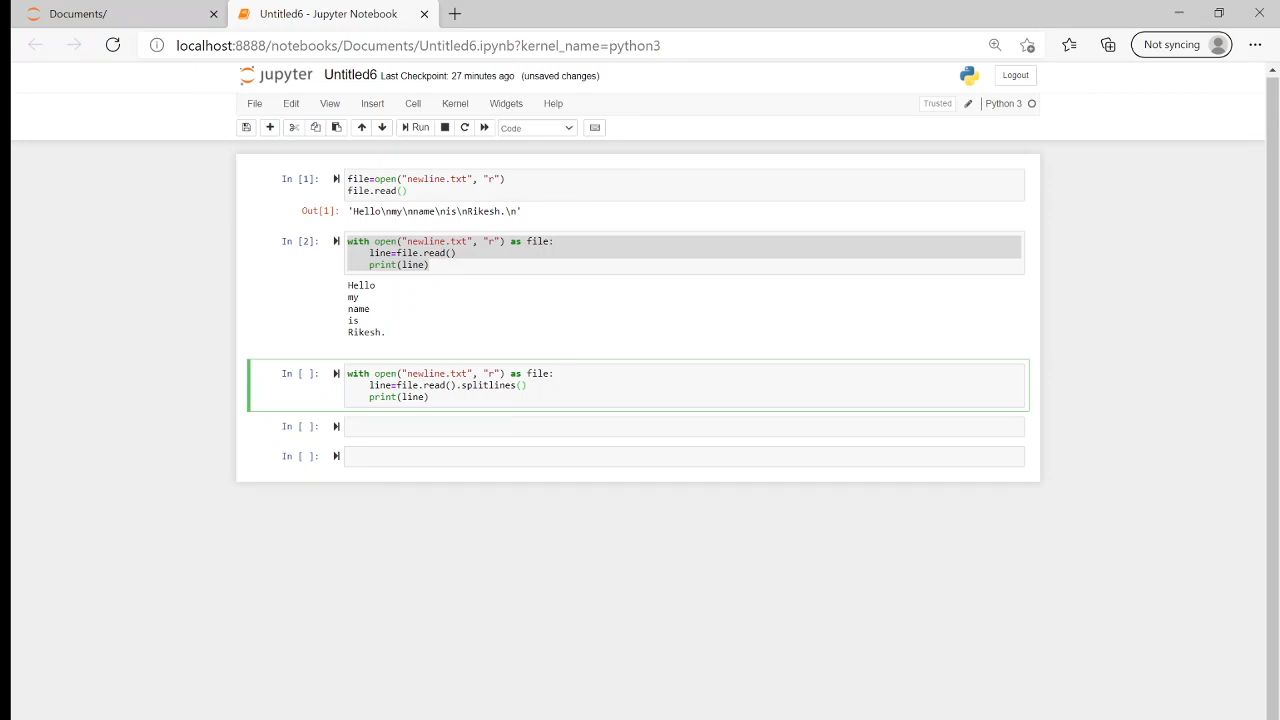 Documents/
Untitled6 - Jupyter Notebook
localhost:8888/notebooks/Documents/Untitled6.ipynb?kernel_name=python3
Not syncing
jupyter Untitled6 Last Checkpoint: 27 minutes ago (unsaved changes)
Logout
File Edit View Insert Cell Kernel Widgets Help
Trusted
Python 3
Run
Code
In [1]: file=open("newline.txt", "r")
file.read()
Out[1]: 'Hello\nmy\nname\nis\nRikesh.\n'
In [2]: with open("newline.txt", "r") as file:
line=file.read()
print(line)
Hello
my
name
is
Rikesh.
In [ ]: with open("newline.txt", "r") as file:
line=file.read().splitlines()
print(line)
In [ ]:
In [ ]: